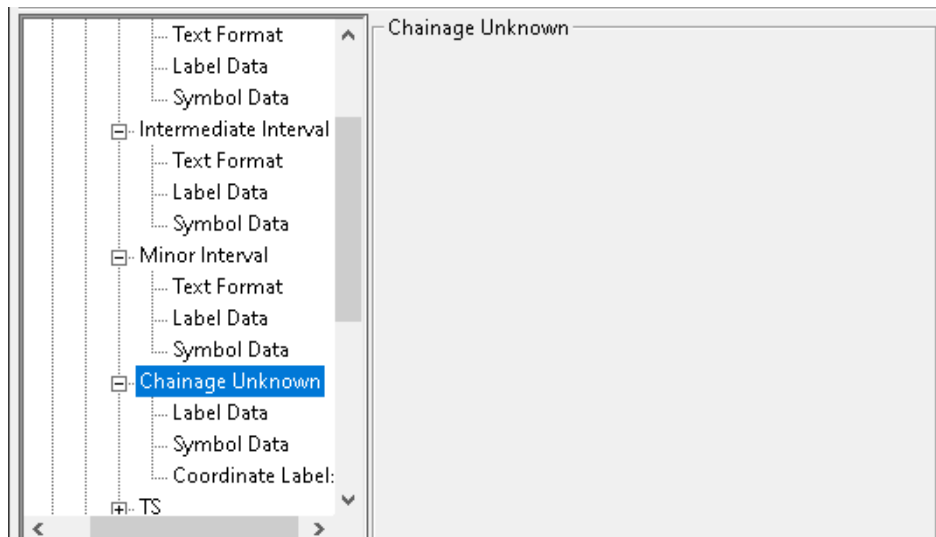 Text Format
Label Data
Symbol Data
Intermediate Interval
Text Format
Label Data
Symbol Data
Minor Interval
Text Format
Label Data
Symbol Data
Chainage Unknown
Label Data
Symbol Data
Coordinate Label:
TS
Chainage Unknown